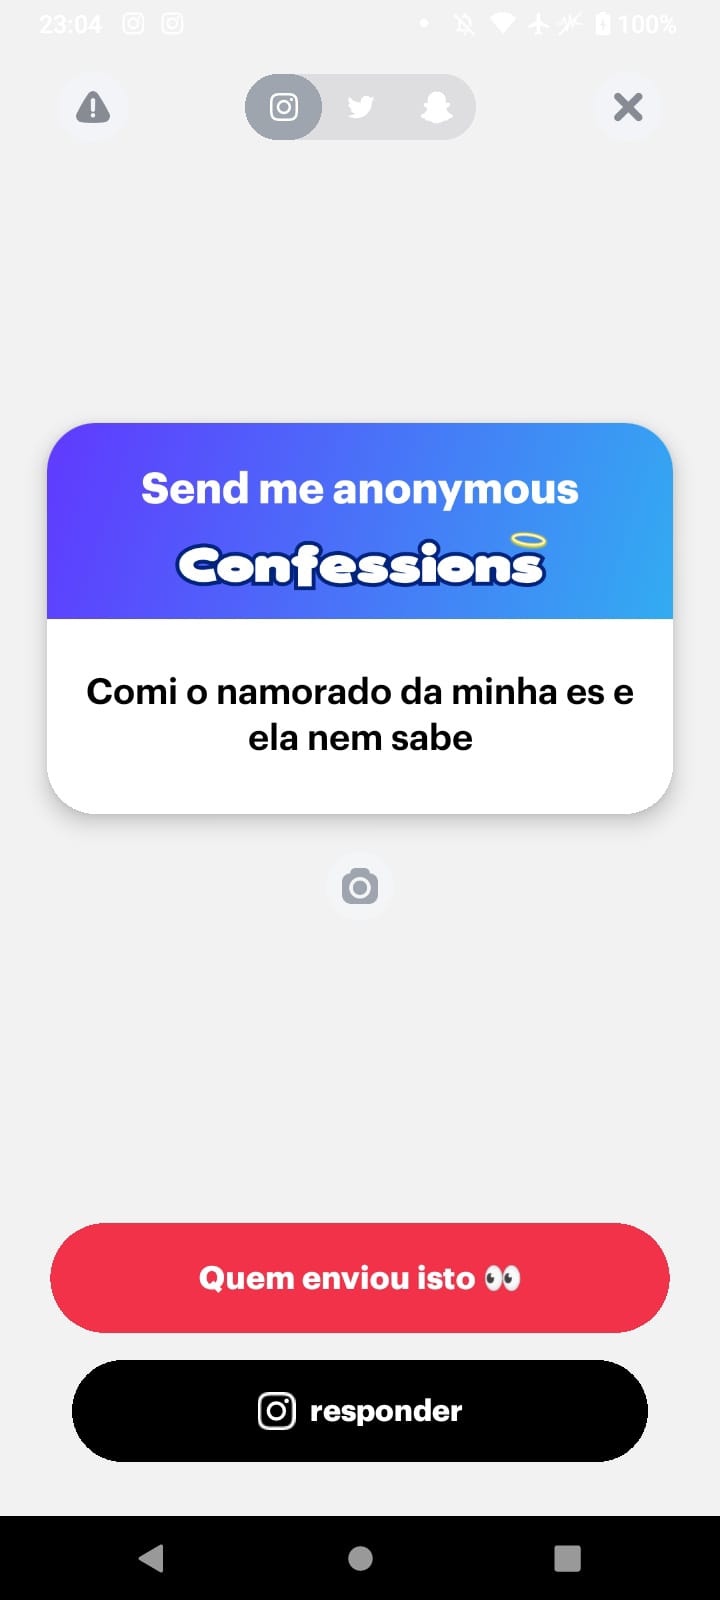 23:04 100%
Send me anonymous
Confessions
Comi o namorado da minha es e
ela nem sabe
Quem enviou isto 👀
responder